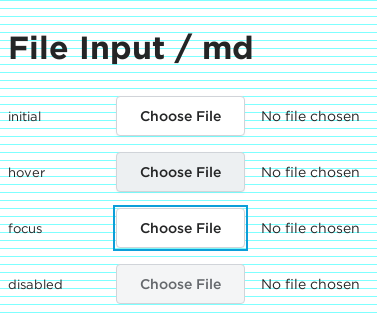 File Input / md
initial Choose File No file chosen
hover Choose File No file chosen
focus Choose File No file chosen
disabled Choose File No file chosen